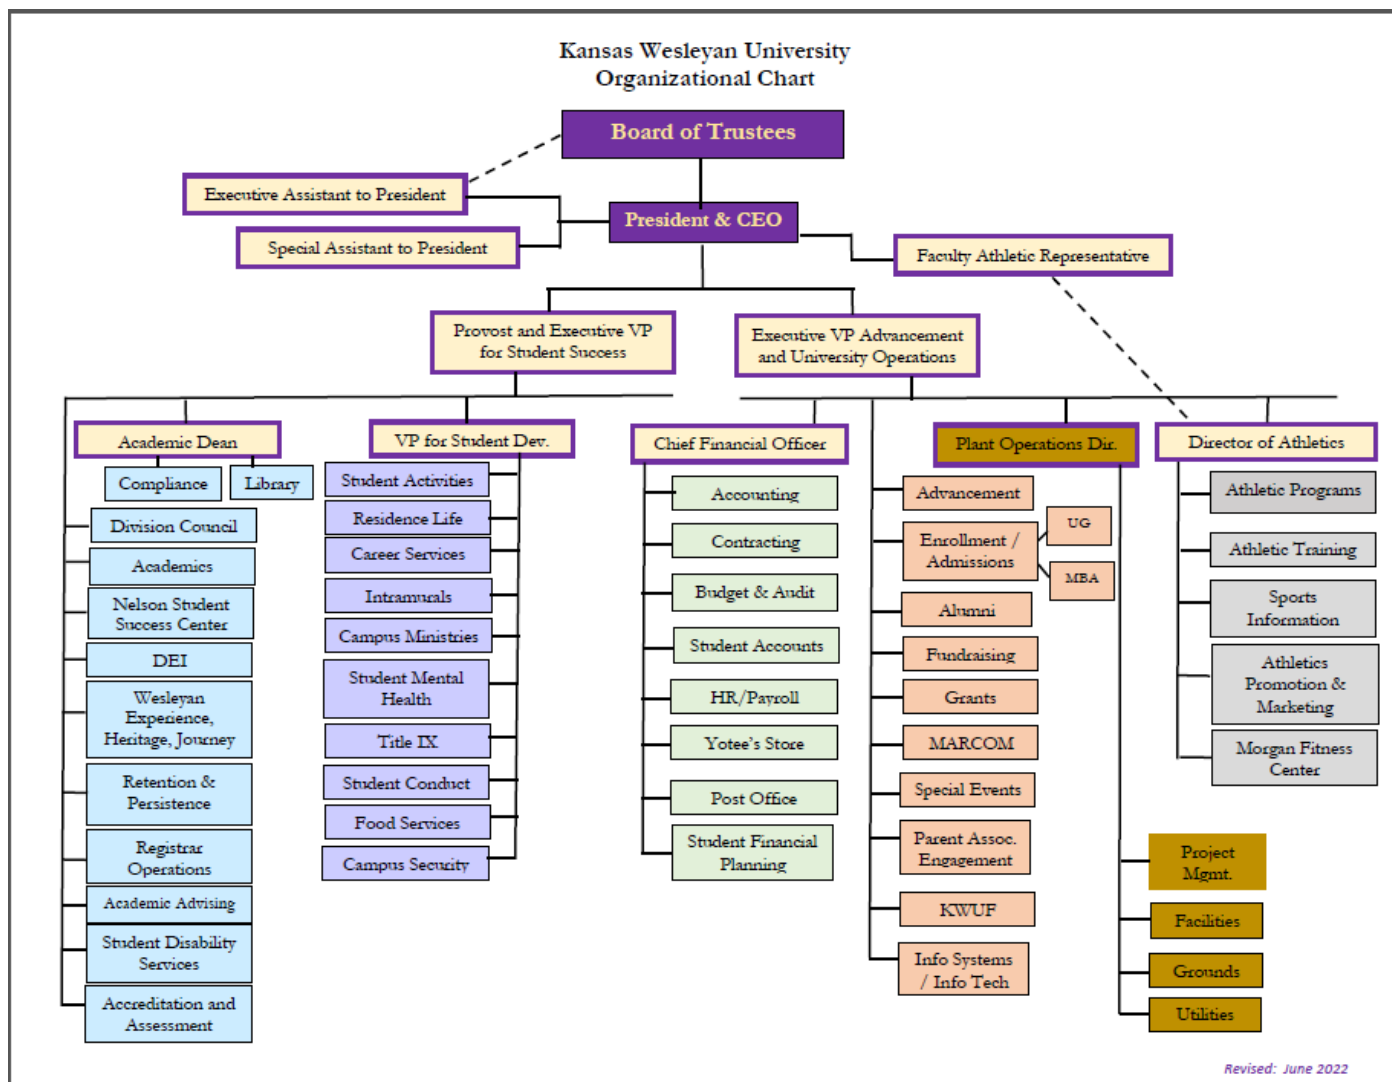 Kansas Wesleyan University
Organizational Chart
Board of Trustees
Executive Assistant to President
President & CEO
Special Assistant to President
Faculty Athletic Representative
Provost and Executive VP
for Student Success
Executive VP Advancement
and University Operations
Academic Dean
Compliance
Library
Division Council
Academics
Nelson Student
Success Center
DEI
Wesleyan
Experience,
Heritage, Journey
Retention &
Persistence
Registrar
Operations
Academic Advising
Student Disability
Services
Accreditation and
Assessment
VP for Student Dev.
Student Activities
Residence Life
Career Services
Intramurals
Campus Ministries
Student Mental
Health
Title IX
Student Conduct
Food Services
Campus Security
Chief Financial Officer
Accounting
Contracting
Budget & Audit
Student Accounts
HR/Payroll
Yotee's Store
Post Office
Student Financial
Planning
Advancement
Enrollment /
Admissions
UG
MBA
Alumni
Fundraising
Grants
MARCOM
Special Events
Parent Assoc.
Engagement
KWUF
Info Systems
/ Info Tech
Plant Operations Dir.
Project
Mgmt.
Facilities
Grounds
Utilities
Director of Athletics
Athletic Programs
Athletic Training
Sports
Information
Athletics
Promotion &
Marketing
Morgan Fitness
Center
Revised: June 2022